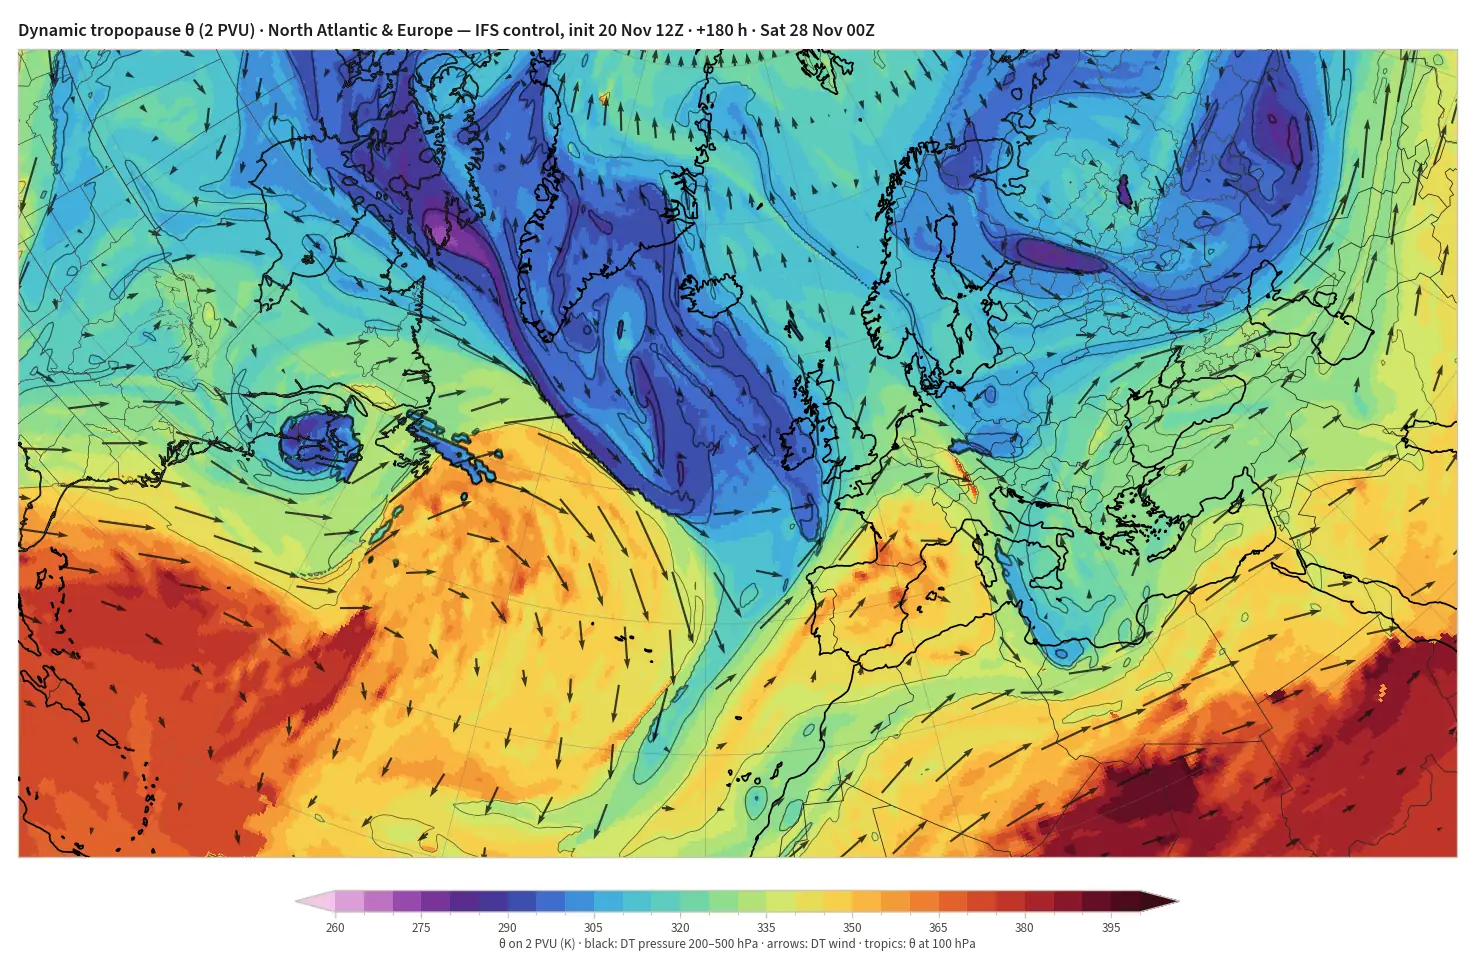 Dynamic tropopause θ (2 PVU) · North Atlantic & Europe — IFS control, init 20 Nov 12Z · +180 h · Sat 28 Nov 00Z
260 275 290 305 320 335 350 365 380 395
θ on 2 PVU (K) · black: DT pressure 200–500 hPa · arrows: DT wind · tropics: θ at 100 hPa